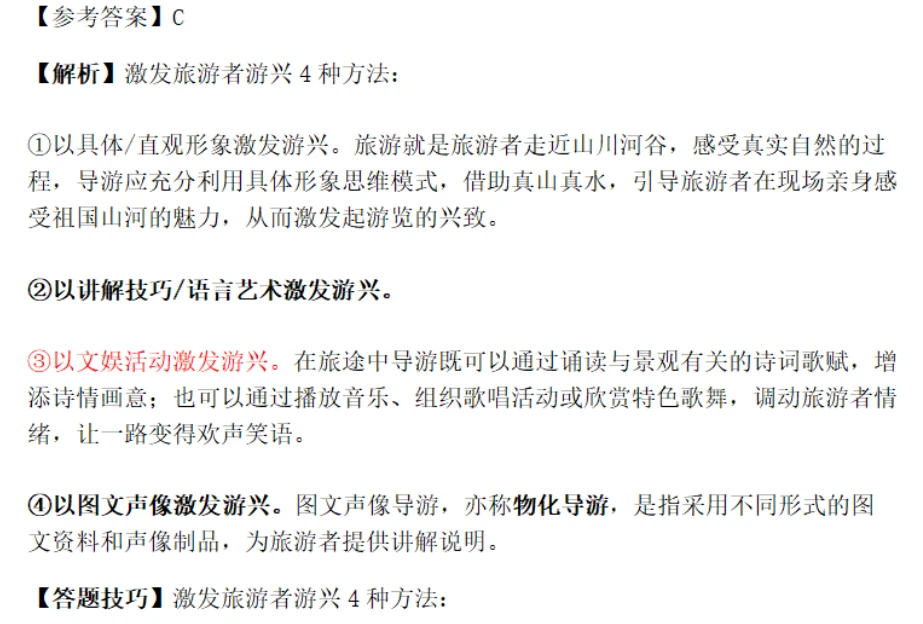 【参考答案】C
【解析】激发旅游者游兴 4 种方法：
①以具体/直观形象激发游兴。旅游就是旅游者走近山川河谷，感受真实自然的过
程，导游应充分利用具体形象思维模式，借助真山真水，引导旅游者在现场亲身感
受祖国山河的魅力，从而激发起游览的兴致。
②以讲解技巧/语言艺术激发游兴。
③以文娱活动激发游兴。在旅途中导游既可以通过诵读与景观有关的诗词歌赋，增
添诗情画意；也可以通过播放音乐、组织歌唱活动或欣赏特色歌舞，调动旅游者情
绪，让一路变得欢声笑语。
④以图文声像激发游兴。图文声像导游，亦称物化导游，是指采用不同形式的图
文资料和声像制品，为旅游者提供讲解说明。
【答题技巧】激发旅游者游兴 4 种方法：